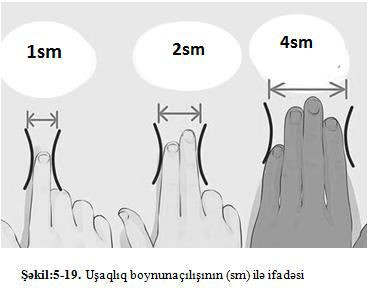 1sm
2sm
4sm
Şəkil:5-19. Uşaqlıq boynunaçılışının (sm) ilə ifadəsi